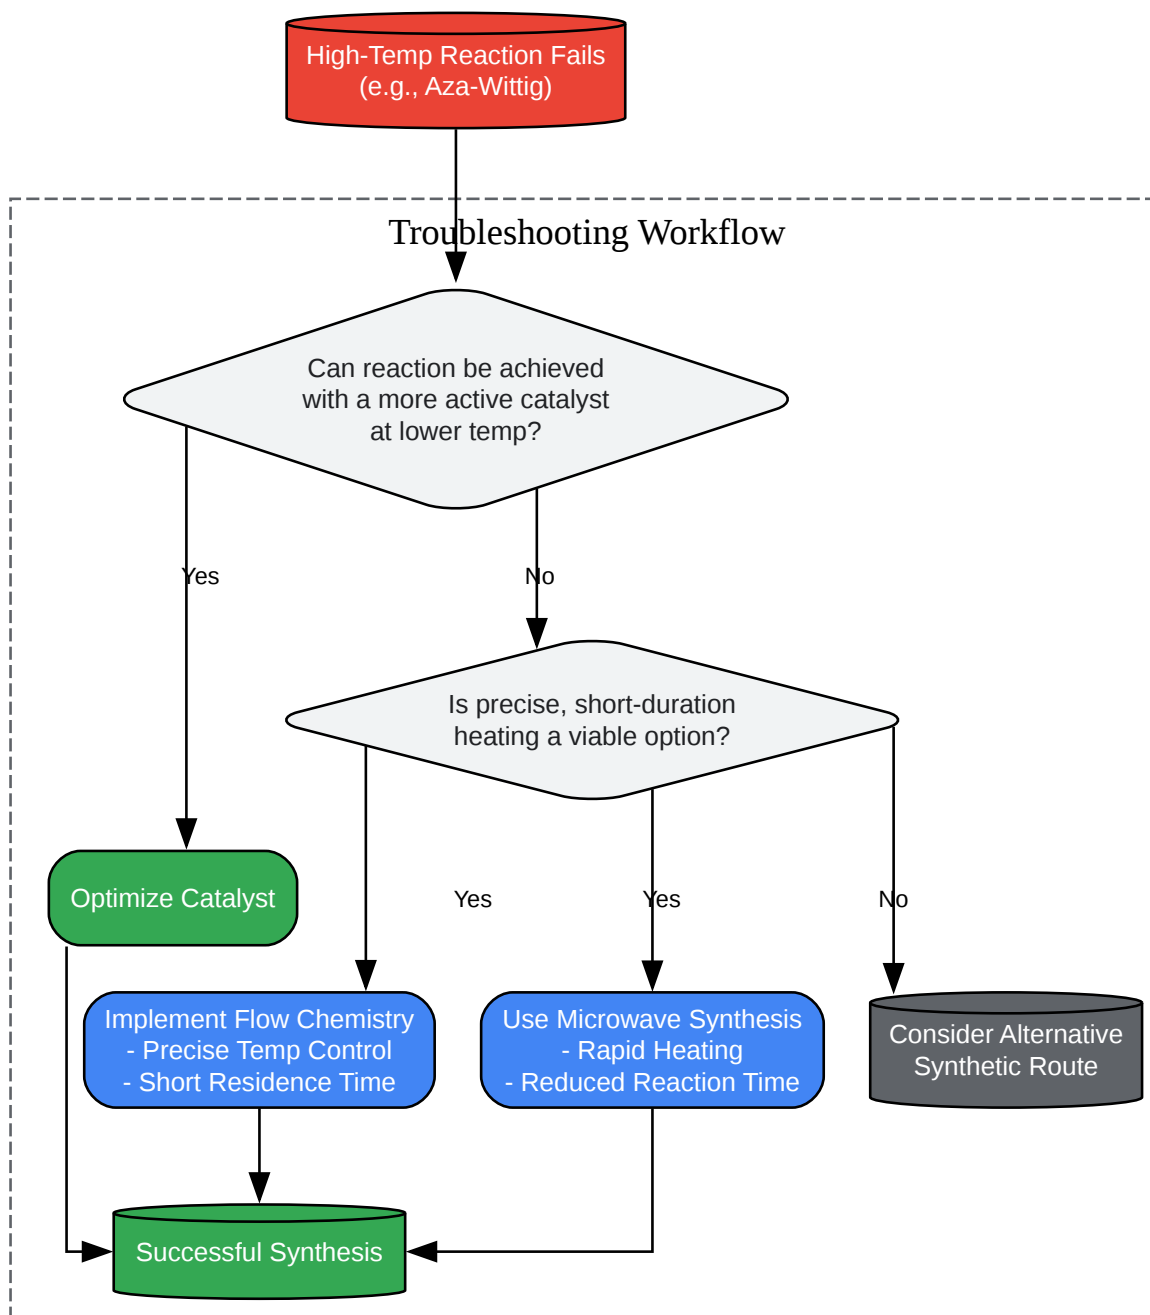 High-Temp Reaction Fails
(e.g., Aza-Wittig)
Troubleshooting Workflow
Can reaction be achieved
with a more active catalyst
at lower temp?
Yes
No
Is precise, short-duration
heating a viable option?
Optimize Catalyst
Yes
Yes
No
Implement Flow Chemistry
- Precise Temp Control
- Short Residence Time
Use Microwave Synthesis
- Rapid Heating
- Reduced Reaction Time
Consider Alternative
Synthetic Route
Successful Synthesis